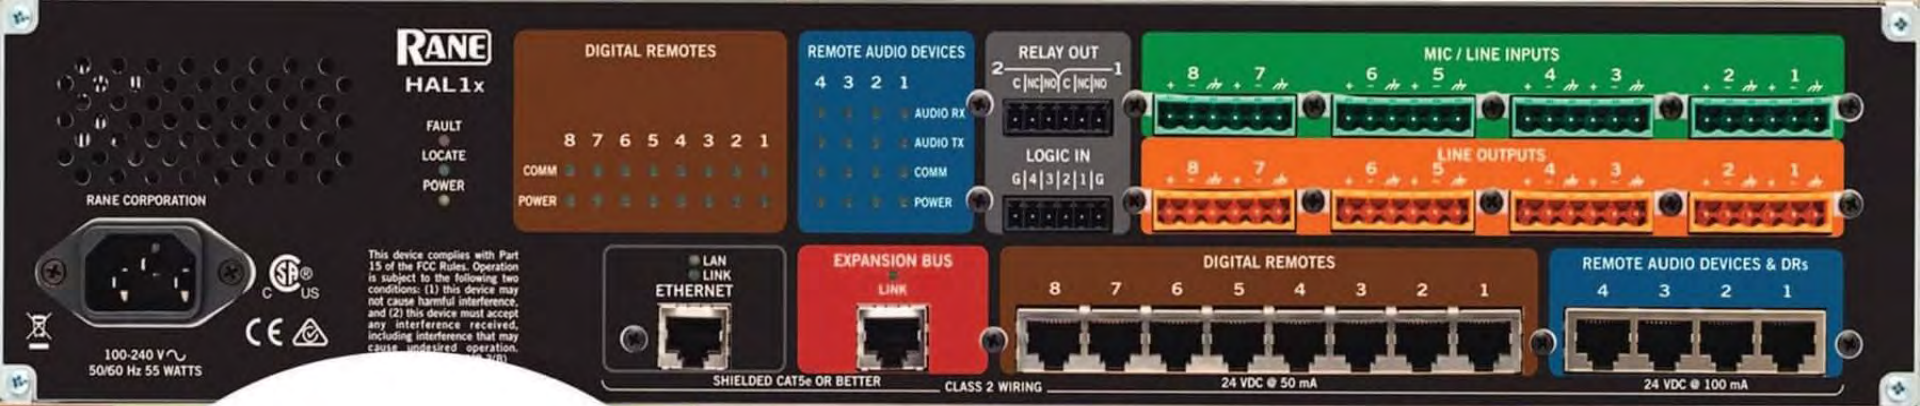 RANE
HAL1x
FAULT
LOCATE
POWER
RANE CORPORATION
100-240 V
50/60 Hz 55 WATTS
C US
CE
This device complies with Part
15 of the FCC Rules. Operation
is subject to the following two
conditions: (1) this device may
not cause harmful interference,
and (2) this device must accept
any interference received,
including interference that may
cause undesired operation.
DIGITAL REMOTES
8 7 6 5 4 3 2 1
COMM
POWER
REMOTE AUDIO DEVICES
4 3 2 1
AUDIO RX
AUDIO TX
COMM
POWER
RELAY OUT
2 1
C|NC|NO C|NC|NO
LOGIC IN
G|4|3|2|1|G
MIC / LINE INPUTS
8 7 6 5 4 3 2 1
+ - + - + - + - + - + - + - + -
LINE OUTPUTS
8 7 6 5 4 3 2 1
+ - + - + - + - + - + - + - + -
LAN
LINK
ETHERNET
EXPANSION BUS
LINK
DIGITAL REMOTES
8 7 6 5 4 3 2 1
REMOTE AUDIO DEVICES & DRs
4 3 2 1
SHIELDED CAT5e OR BETTER
CLASS 2 WIRING
24 VDC @ 50 mA
24 VDC @ 100 mA